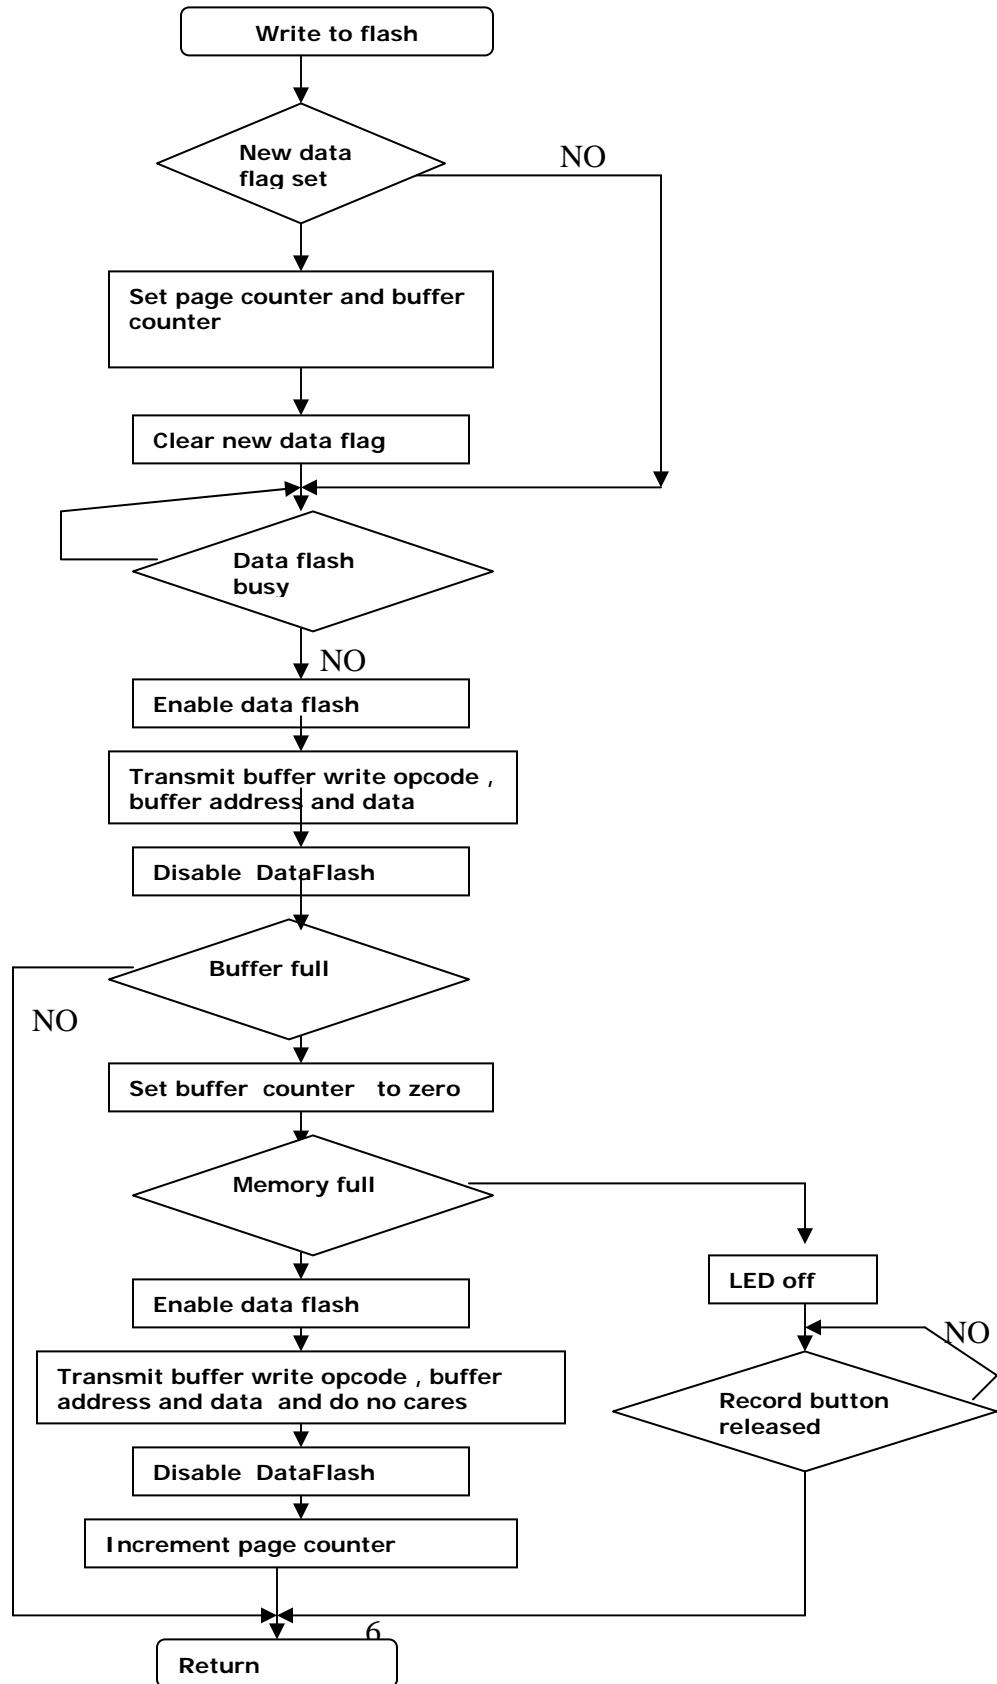 Write to flash
New data
flag set
NO
Set page counter and buffer
counter
Clear new data flag
Data flash
busy
NO
Enable data flash
Transmit buffer write opcode ,
buffer address and data
Disable DataFlash
Buffer full
NO
Set buffer counter to zero
Memory full
Enable data flash
LED off
NO
Transmit buffer write opcode , buffer
address and data and do no cares
Record button
released
Disable DataFlash
Increment page counter
6
Return